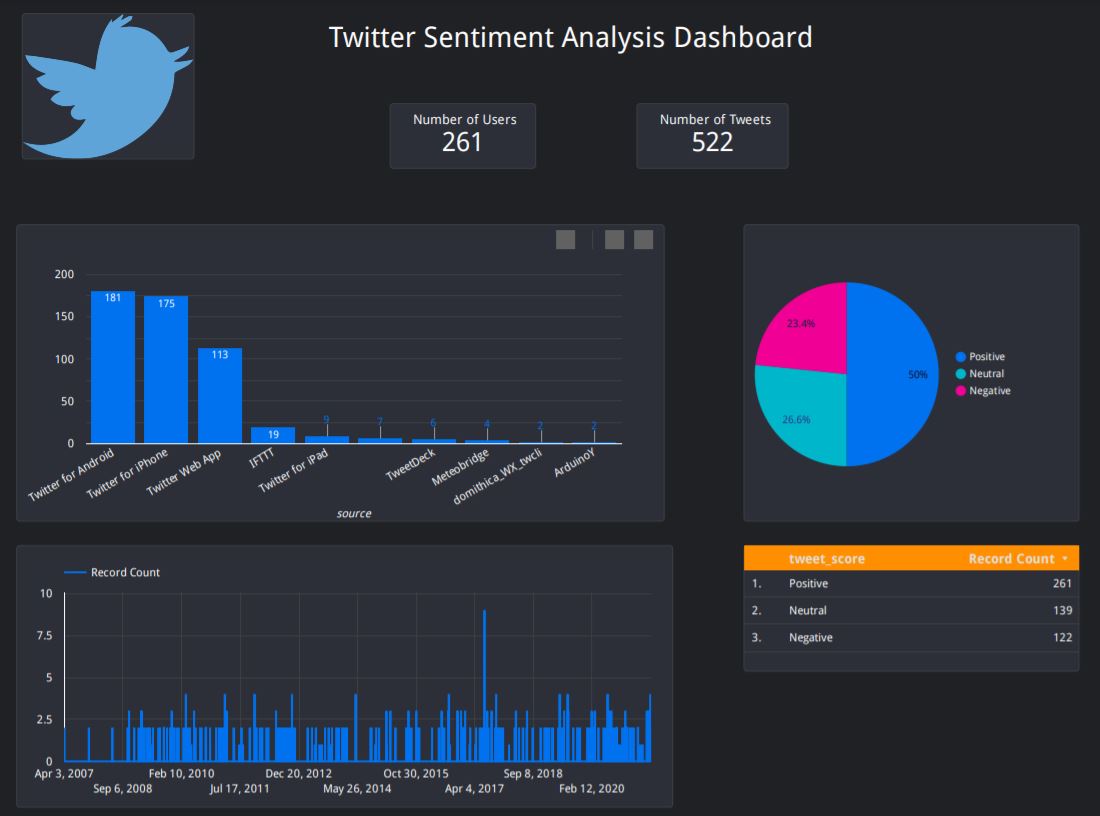 Twitter Sentiment Analysis Dashboard
Number of Users
261
Number of Tweets
522
200
150
100
50
0
181
175
113
19
9
7
6
4
2
2
Twitter for Android
Twitter for iPhone
Twitter Web App
IFTTT
Twitter for iPad
TweetDeck
Meteobridge
domithica_WX_twcli
ArduinoY
source
23.4%
50%
26.6%
Positive
Neutral
Negative
Record Count
10
7.5
5
2.5
0
Apr 3, 2007
Feb 10, 2010
Dec 20, 2012
Oct 30, 2015
Sep 8, 2018
Sep 6, 2008
Jul 17, 2011
May 26, 2014
Apr 4, 2017
Feb 12, 2020
tweet_score Record Count
1. Positive 261
2. Neutral 139
3. Negative 122